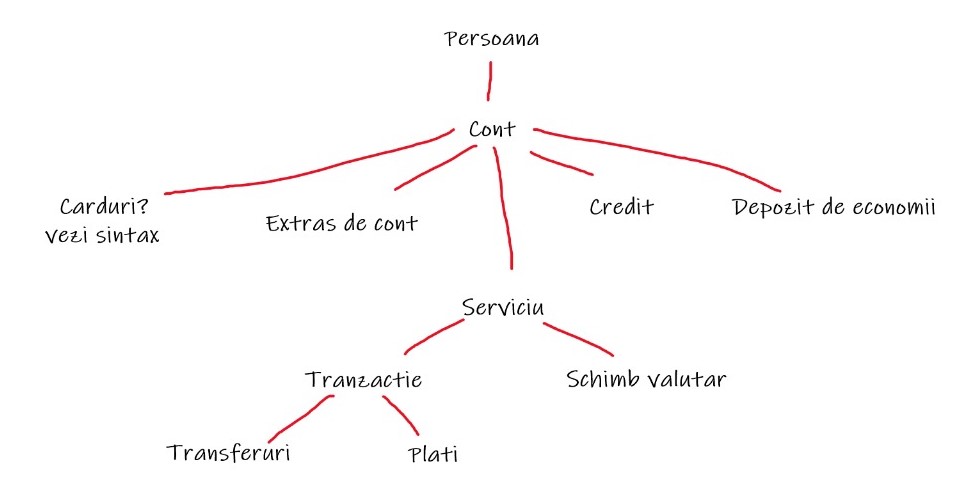 Persoana
Cont
Carduri?
vezi sintax
Extras de cont
Credit
Depozit de economii
Serviciu
Tranzactie
Schimb valutar
Transferuri
Plati